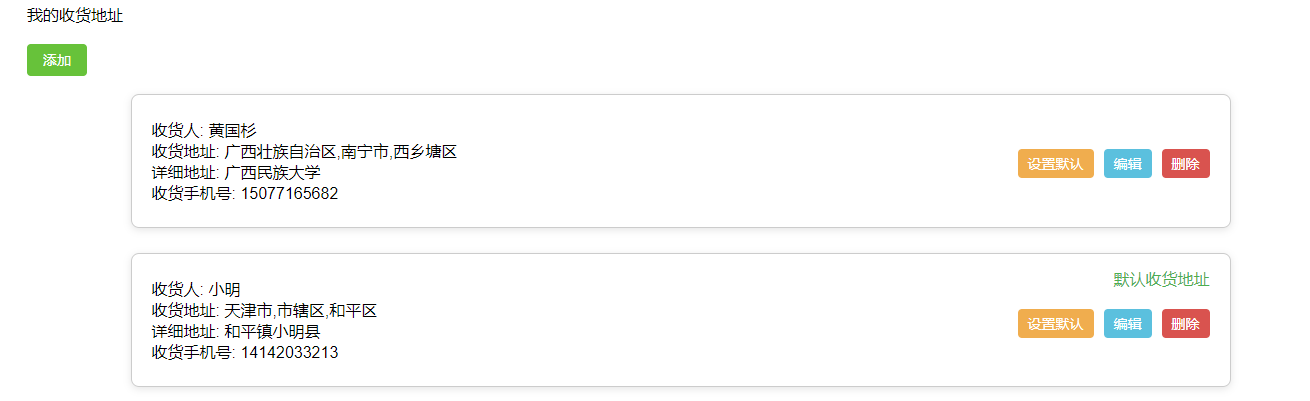 我的收货地址
添加
收货人: 黄国杉
收货地址: 广西壮族自治区,南宁市,西乡塘区
详细地址: 广西民族大学
收货手机号: 15077165682
设置默认 编辑 删除
默认收货地址
收货人: 小明
收货地址: 天津市,市辖区,和平区
详细地址: 和平镇小明县
收货手机号: 14142033213
设置默认 编辑 删除